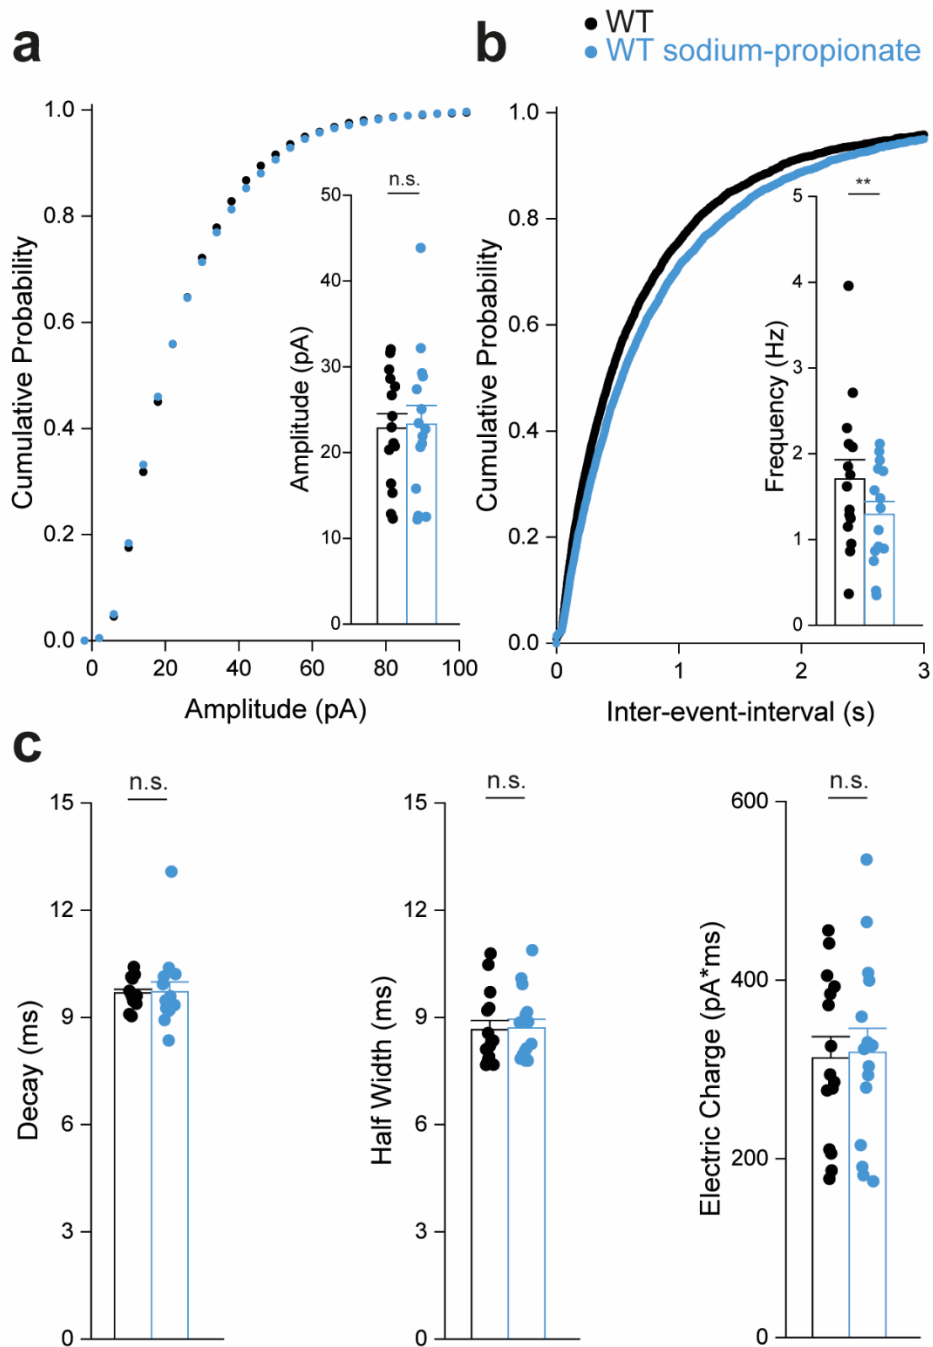 a
b
WT
WT sodium-propionate
1.0
0.8
0.6
0.4
0.2
0.0
Cumulative Probability
0
20
40
60
80
100
Amplitude (pA)
n.s.
50
40
30
20
10
0
Amplitude (pA)
1.0
0.8
0.6
0.4
0.2
0.0
Cumulative Probability
0
1
2
3
Inter-event-interval (s)
**
5
4
3
2
1
0
Frequency (Hz)
c
n.s.
15
12
9
6
3
0
Decay (ms)
n.s.
15
12
9
6
3
0
Half Width (ms)
n.s.
600
400
200
0
Electric Charge (pA*ms)